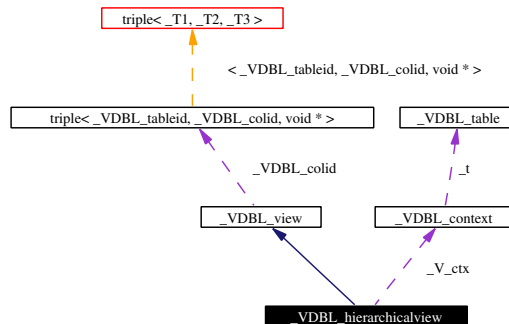 triple< _T1, _T2, _T3 >
< _VDBL_tableid, _VDBL_colid, void * >
triple< _VDBL_tableid, _VDBL_colid, void * >
_VDBL_table
_VDBL_colid
_t
_VDBL_view
_VDBL_context
_V_ctx
_VDBL_hierarchicalview